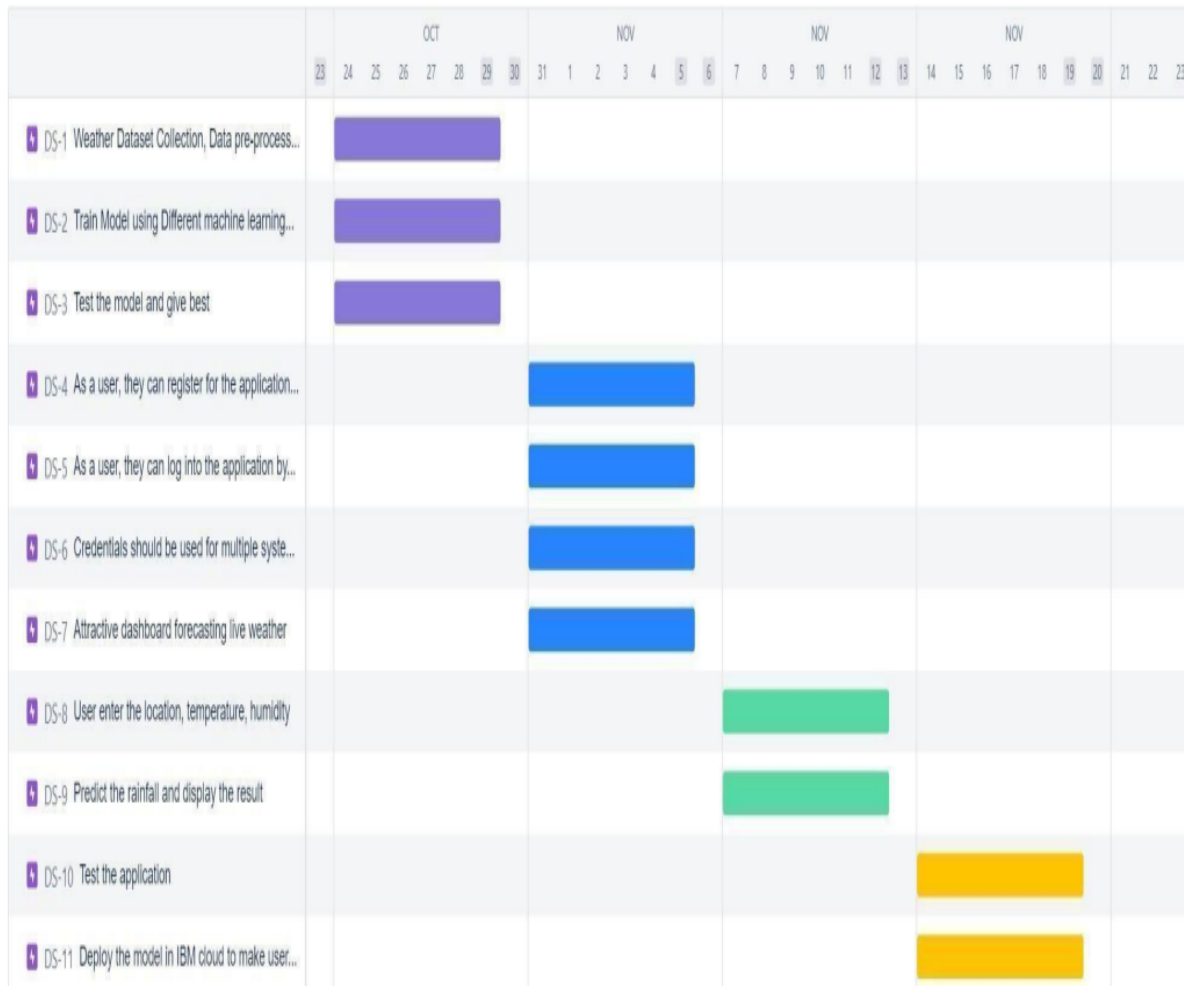 OCT NOV NOV NOV
23 24 25 26 27 28 29 30 31 1 2 3 4 5 6 7 8 9 10 11 12 13 14 15 16 17 18 19 20 21 22 23
DS-1 Weather Dataset Collection, Data pre-process...
DS-2 Train Model using Different machine learning...
DS-3 Test the model and give best
DS-4 As a user, they can register for the application...
DS-5 As a user, they can log into the application by...
DS-6 Credentials should be used for multiple syste...
DS-7 Attractive dashboard forecasting live weather
DS-8 User enter the location, temperature, humidity
DS-9 Predict the rainfall and display the result
DS-10 Test the application
DS-11 Deploy the model in IBM cloud to make user...